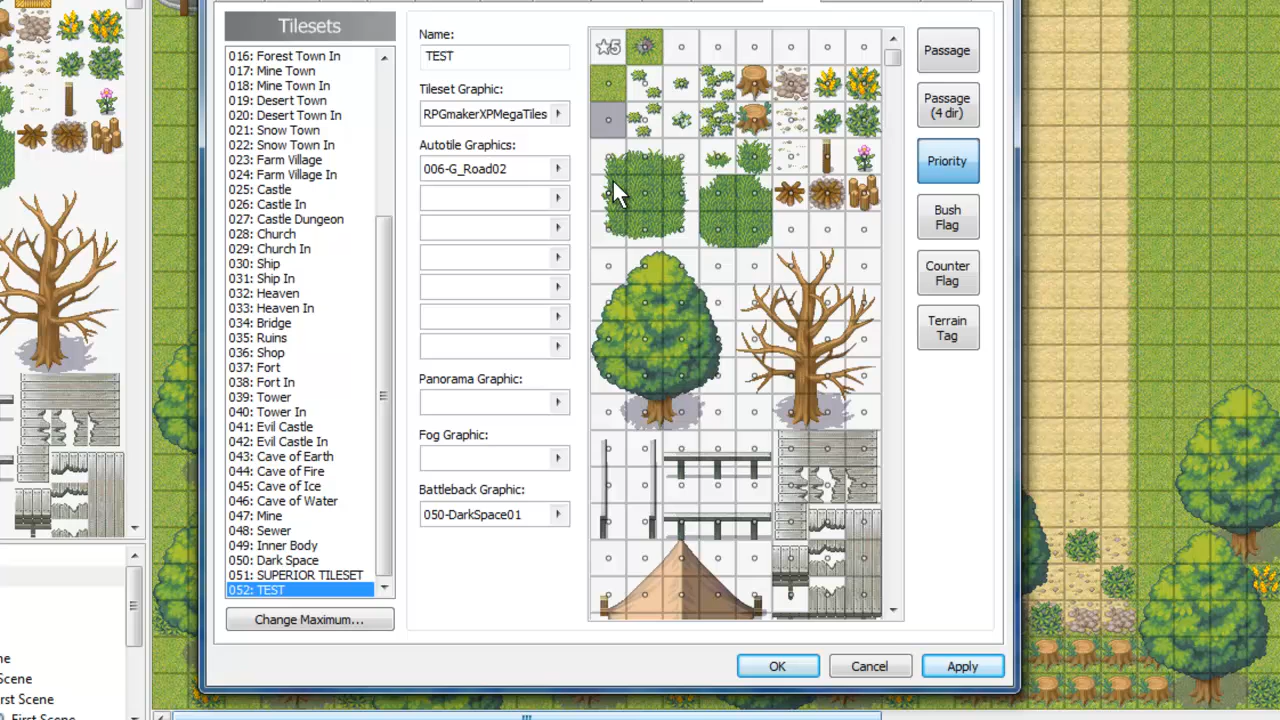 Tilesets
016: Forest Town In
017: Mine Town
018: Mine Town In
019: Desert Town
020: Desert Town In
021: Snow Town
022: Snow Town In
023: Farm Village
024: Farm Village In
025: Castle
026: Castle In
027: Castle Dungeon
028: Church
029: Church In
030: Ship
031: Ship In
032: Heaven
033: Heaven In
034: Bridge
035: Ruins
036: Shop
037: Fort
038: Fort In
039: Tower
040: Tower In
041: Evil Castle
042: Evil Castle In
043: Cave of Earth
044: Cave of Fire
045: Cave of Ice
046: Cave of Water
047: Mine
048: Sewer
049: Inner Body
050: Dark Space
051: SUPERIOR TILESET
052: TEST
Change Maximum...
Name:
TEST
Tileset Graphic:
RPGmakerXPMegaTiles
Autotile Graphics:
006-G_Road02
Panorama Graphic:
Fog Graphic:
Battleback Graphic:
050-DarkSpace01
☆5
Passage
Passage
(4 dir)
Priority
Bush
Flag
Counter
Flag
Terrain
Tag
OK
Cancel
Apply
ne
Scene
rst Scene
First Scene